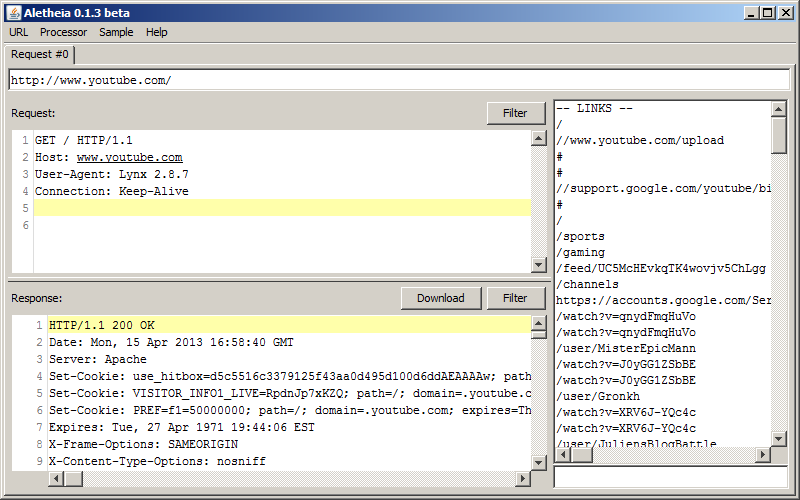 Aletheia 0.1.3 beta
URL Processor Sample Help
Request #0
http://www.youtube.com/
Request:
Filter
1 GET / HTTP/1.1
2 Host: www.youtube.com
3 User-Agent: Lynx 2.8.7
4 Connection: Keep-Alive
5
6
Response:
Download
Filter
1 HTTP/1.1 200 OK
2 Date: Mon, 15 Apr 2013 16:58:40 GMT
3 Server: Apache
4 Set-Cookie: use_hitbox=d5c5516c3379125f43aa0d495d100d6ddAEAAAAw; path
5 Set-Cookie: VISITOR_INFO1_LIVE=RpdnJp7xKZQ; path=/; domain=.youtube.c
6 Set-Cookie: PREF=f1=50000000; path=/; domain=.youtube.com; expires=Th
7 Expires: Tue, 27 Apr 1971 19:44:06 EST
8 X-Frame-Options: SAMEORIGIN
9 X-Content-Type-Options: nosniff
-- LINKS --
/
//www.youtube.com/upload
#
#
//support.google.com/youtube/bi
#
/
/sports
/gaming
/feed/UC5McHEvkqTK4wovjv5ChLgg
/channels
https://accounts.google.com/Ser
/watch?v=qnydFmqHuVo
/watch?v=qnydFmqHuVo
/user/MisterEpicMann
/watch?v=J0yGG1ZSbBE
/watch?v=J0yGG1ZSbBE
/user/Gronkh
/watch?v=XRV6J-YQc4c
/watch?v=XRV6J-YQc4c
/user/JuliensBlogBattle